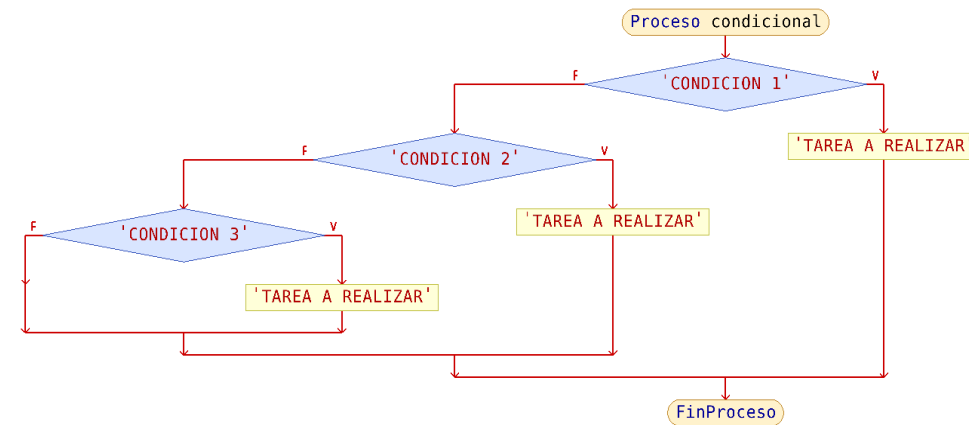 Proceso condicional
F
'CONDICION 1'
V
'TAREA A REALIZAR
F
'CONDICION 2'
V
'TAREA A REALIZAR'
F
'CONDICION 3'
V
'TAREA A REALIZAR'
FinProceso